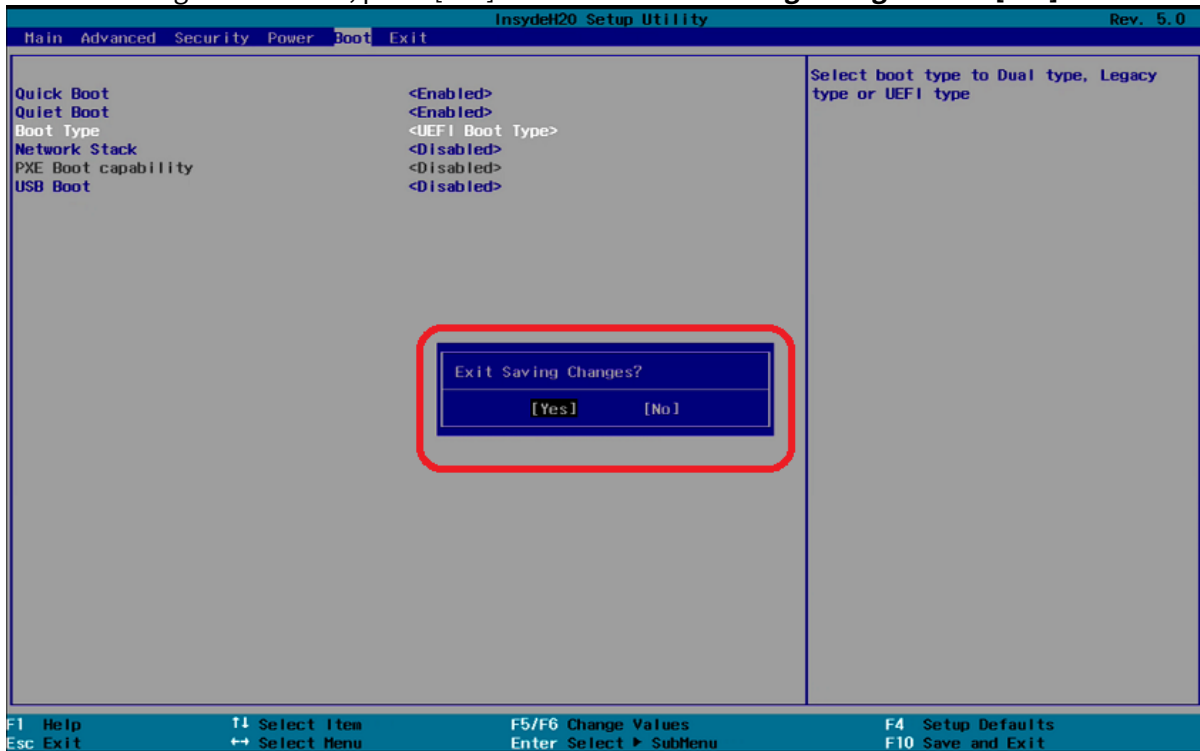 InsydeH20 Setup Utility Rev. 5.0
Main Advanced Security Power Boot Exit
Quick Boot <Enabled>
Quiet Boot <Enabled>
Boot Type <UEFI Boot Type>
Network Stack <Disabled>
PXE Boot capability <Disabled>
USB Boot <Disabled>
Select boot type to Dual type, Legacy
type or UEFI type
Exit Saving Changes?
[Yes] [No]
F1 Help ↑↓ Select Item F5/F6 Change Values F4 Setup Defaults
Esc Exit ↔ Select Menu Enter Select ► SubMenu F10 Save and Exit